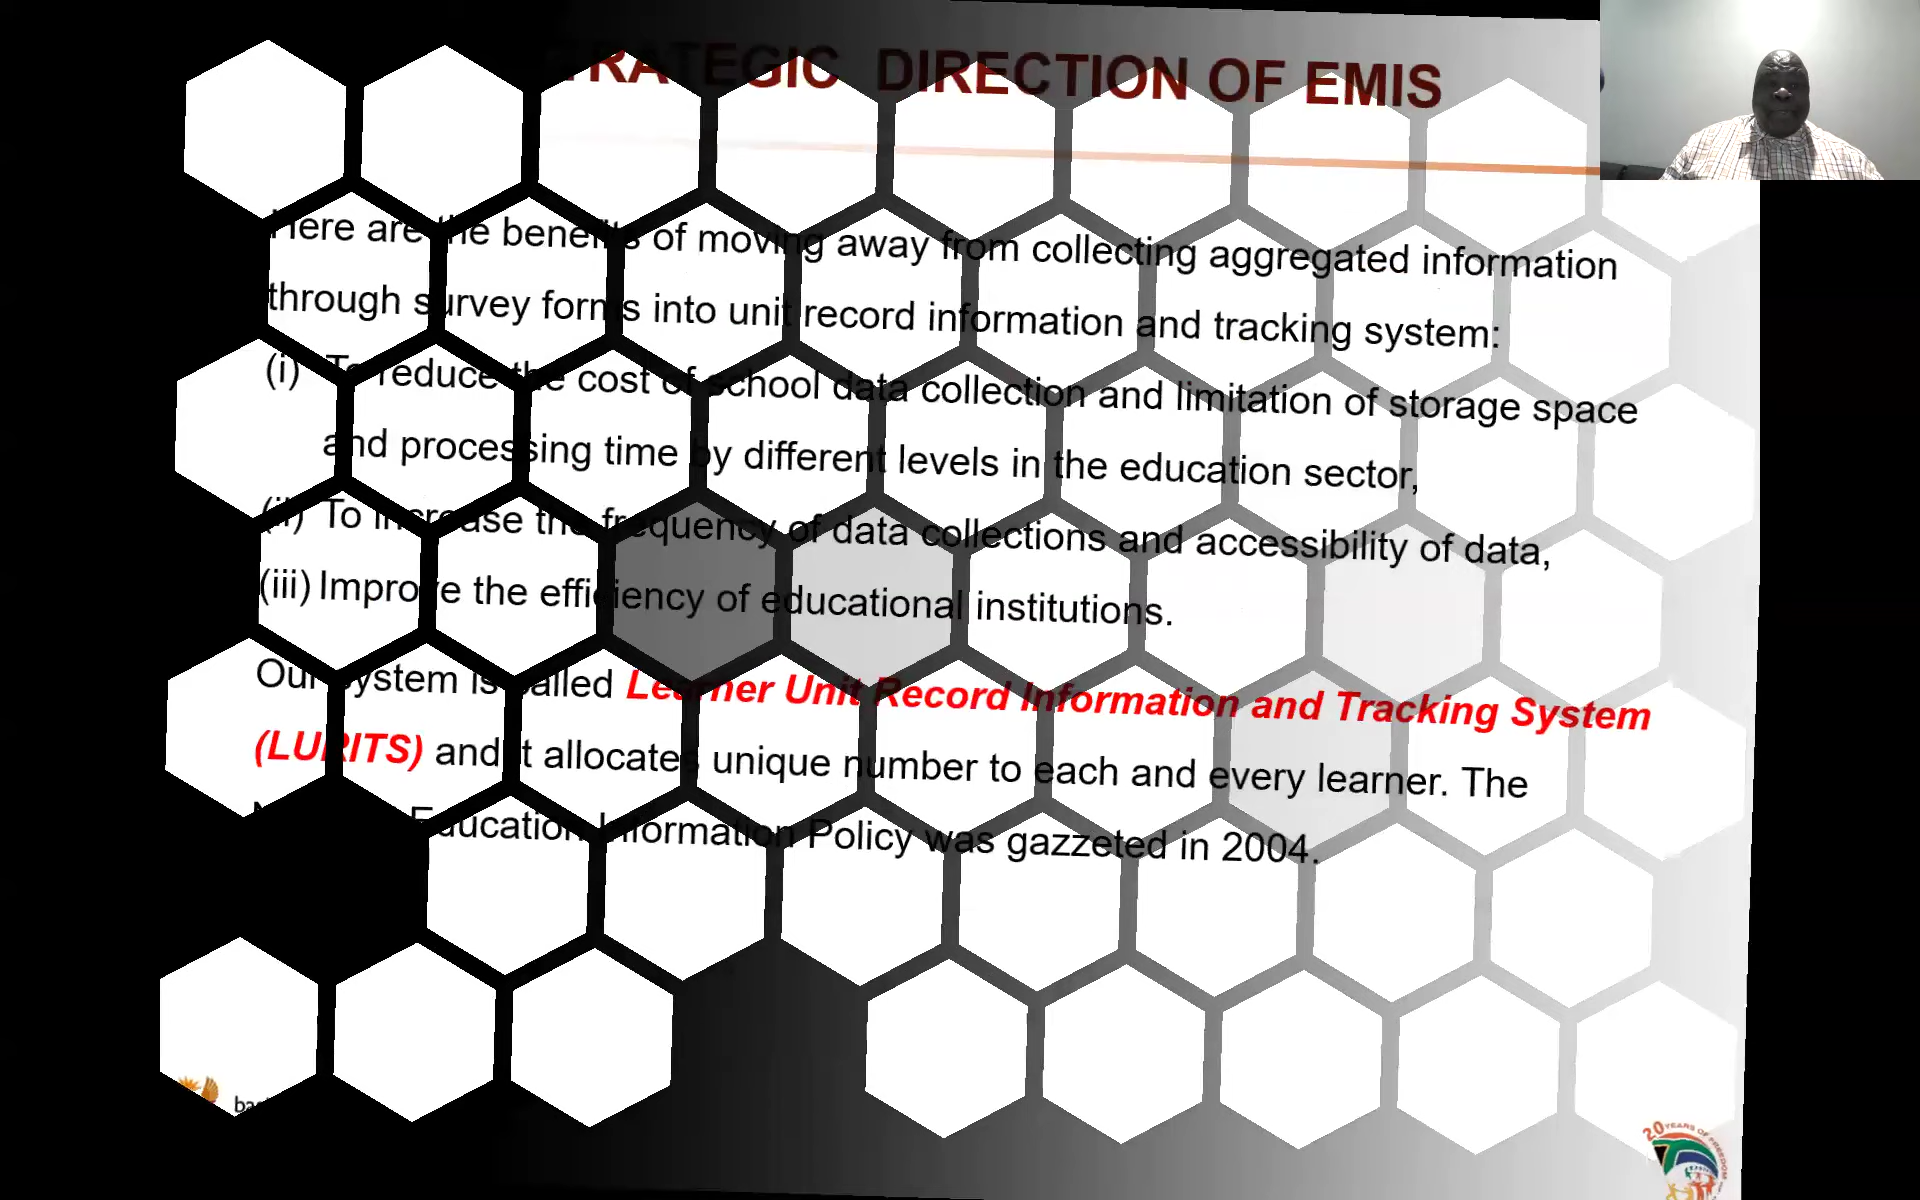 STRATEGIC DIRECTION OF EMIS
Here are the benefits of moving away from collecting aggregated information
through survey forms into unit record information and tracking system:
(i) To reduce the cost of school data collection and limitation of storage space
and processing time by different levels in the education sector,
(ii) To increase the frequency of data collections and accessibility of data,
(iii) Improve the efficiency of educational institutions.
Our system is called Learner Unit Record Information and Tracking System
(LURITS) and it allocates unique number to each and every learner. The
Education Information Policy was gazzeted in 2004.
20 YEARS OF FREEDOM